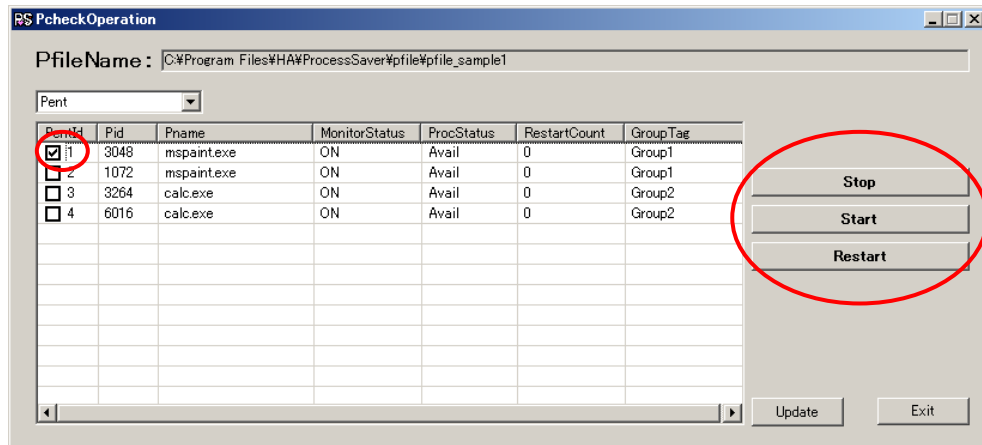 RS PcheckOperation
PfileName : C:¥Program Files¥HA¥ProcessSaver¥pfile¥pfile_sample1
Pent
PentId Pid Pname MonitorStatus ProcStatus RestartCount GroupTag
1 3048 mspaint.exe ON Avail 0 Group1
2 1072 mspaint.exe ON Avail 0 Group1
3 3264 calc.exe ON Avail 0 Group2
4 6016 calc.exe ON Avail 0 Group2
Stop
Start
Restart
Update Exit